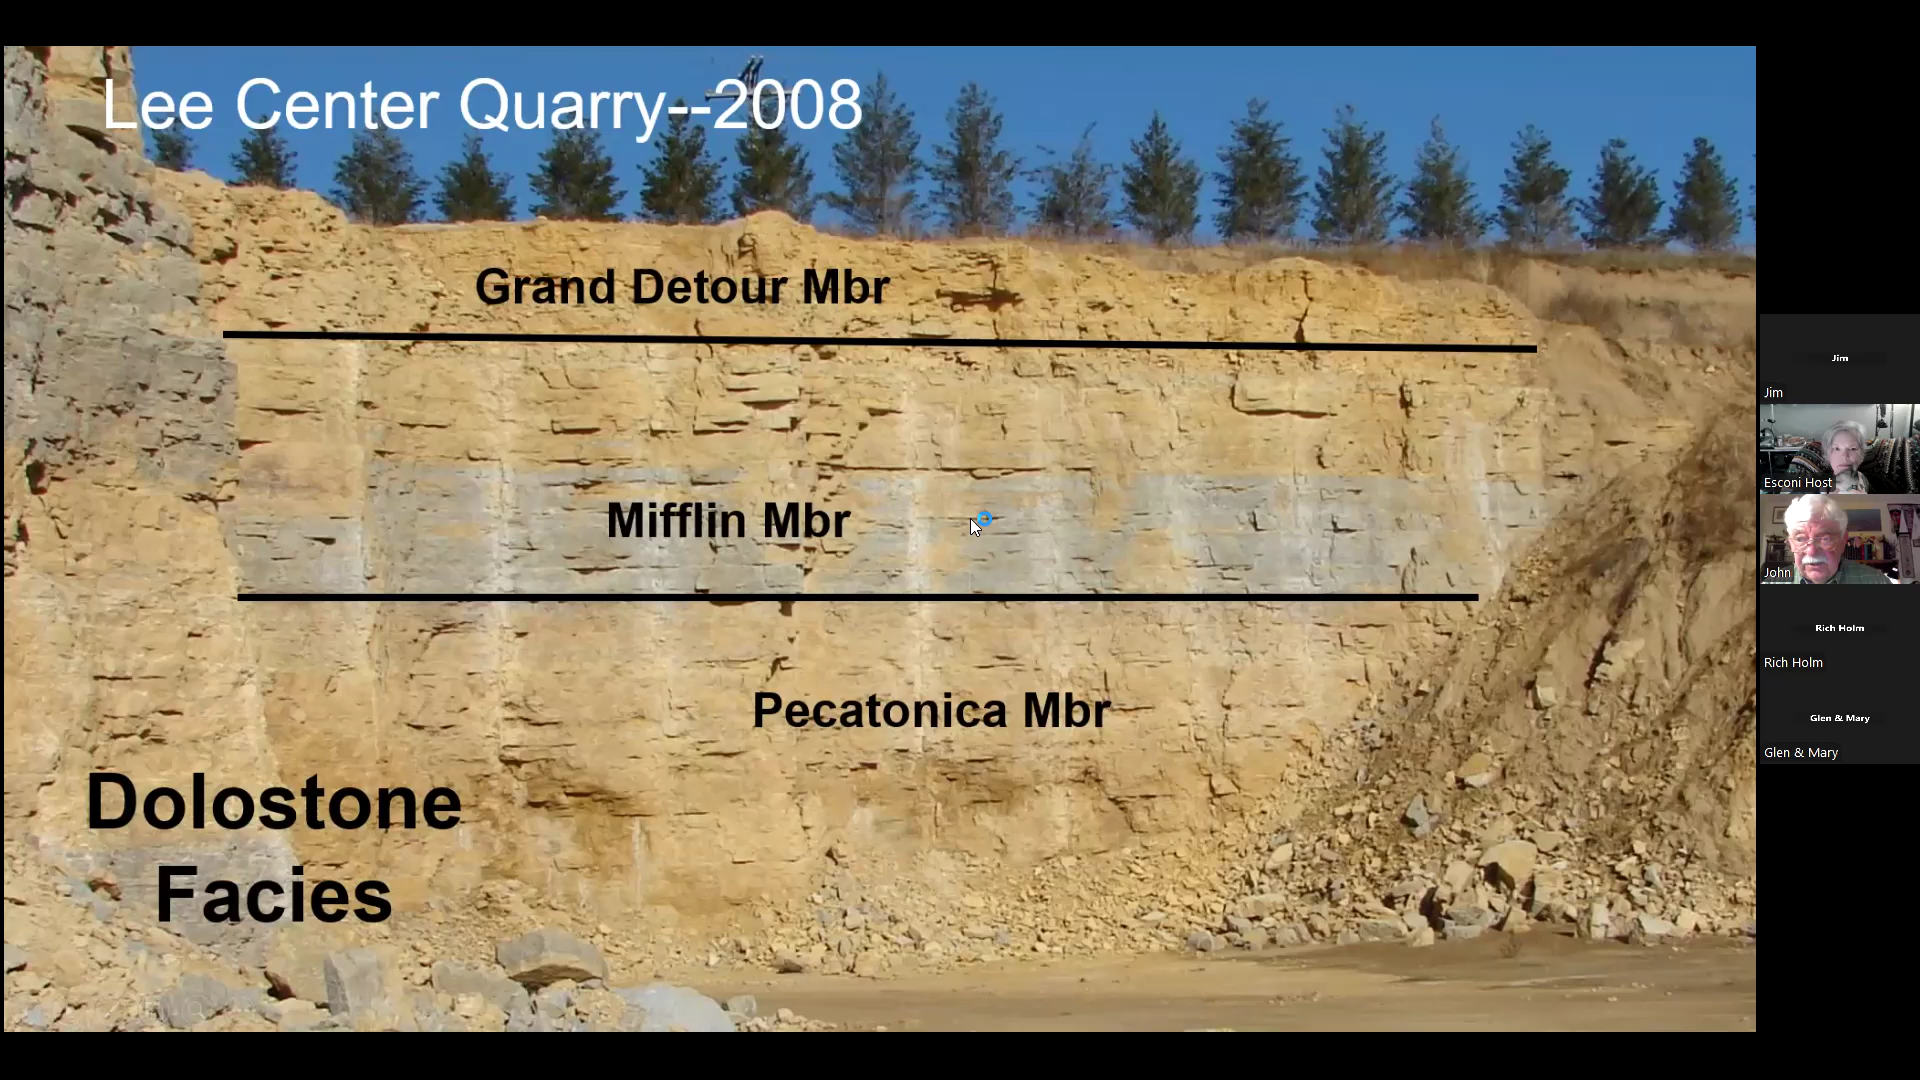 Lee Center Quarry--2008
Grand Detour Mbr
Mifflin Mbr
Pecatonica Mbr
Dolostone
Facies
Jim
Jim
Esconi Host
John
Rich Holm
Rich Holm
Glen & Mary
Glen & Mary